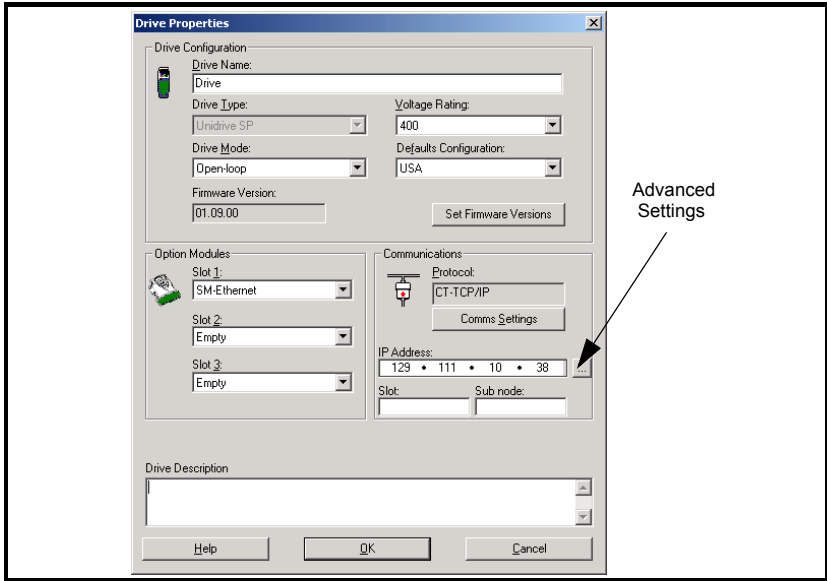 Drive Properties
Drive Configuration
Drive Name:
Drive
Drive Type:
Voltage Rating:
Unidrive SP
400
Drive Mode:
Defaults Configuration:
Open-loop
USA
Firmware Version:
01.09.00
Set Firmware Versions
Advanced
Settings
Option Modules
Slot 1:
SM-Ethernet
Slot 2:
Empty
Slot 3:
Empty
Communications
Protocol:
CT-TCP/IP
Comms Settings
IP Address:
129 • 111 • 10 • 38
...
Slot:
Sub node:
Drive Description
Help
OK
Cancel